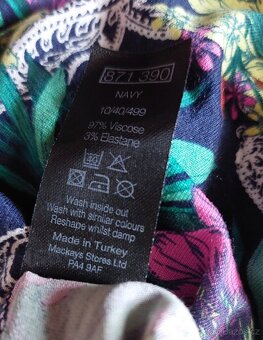 871 390
NAVY
10/40/499
97% Viscose
3% Elastane
Wash inside out
Wash with similar colours
Reshape whilst damp
Made in Turkey
Mackays Stores Ltd
PA4 9AF